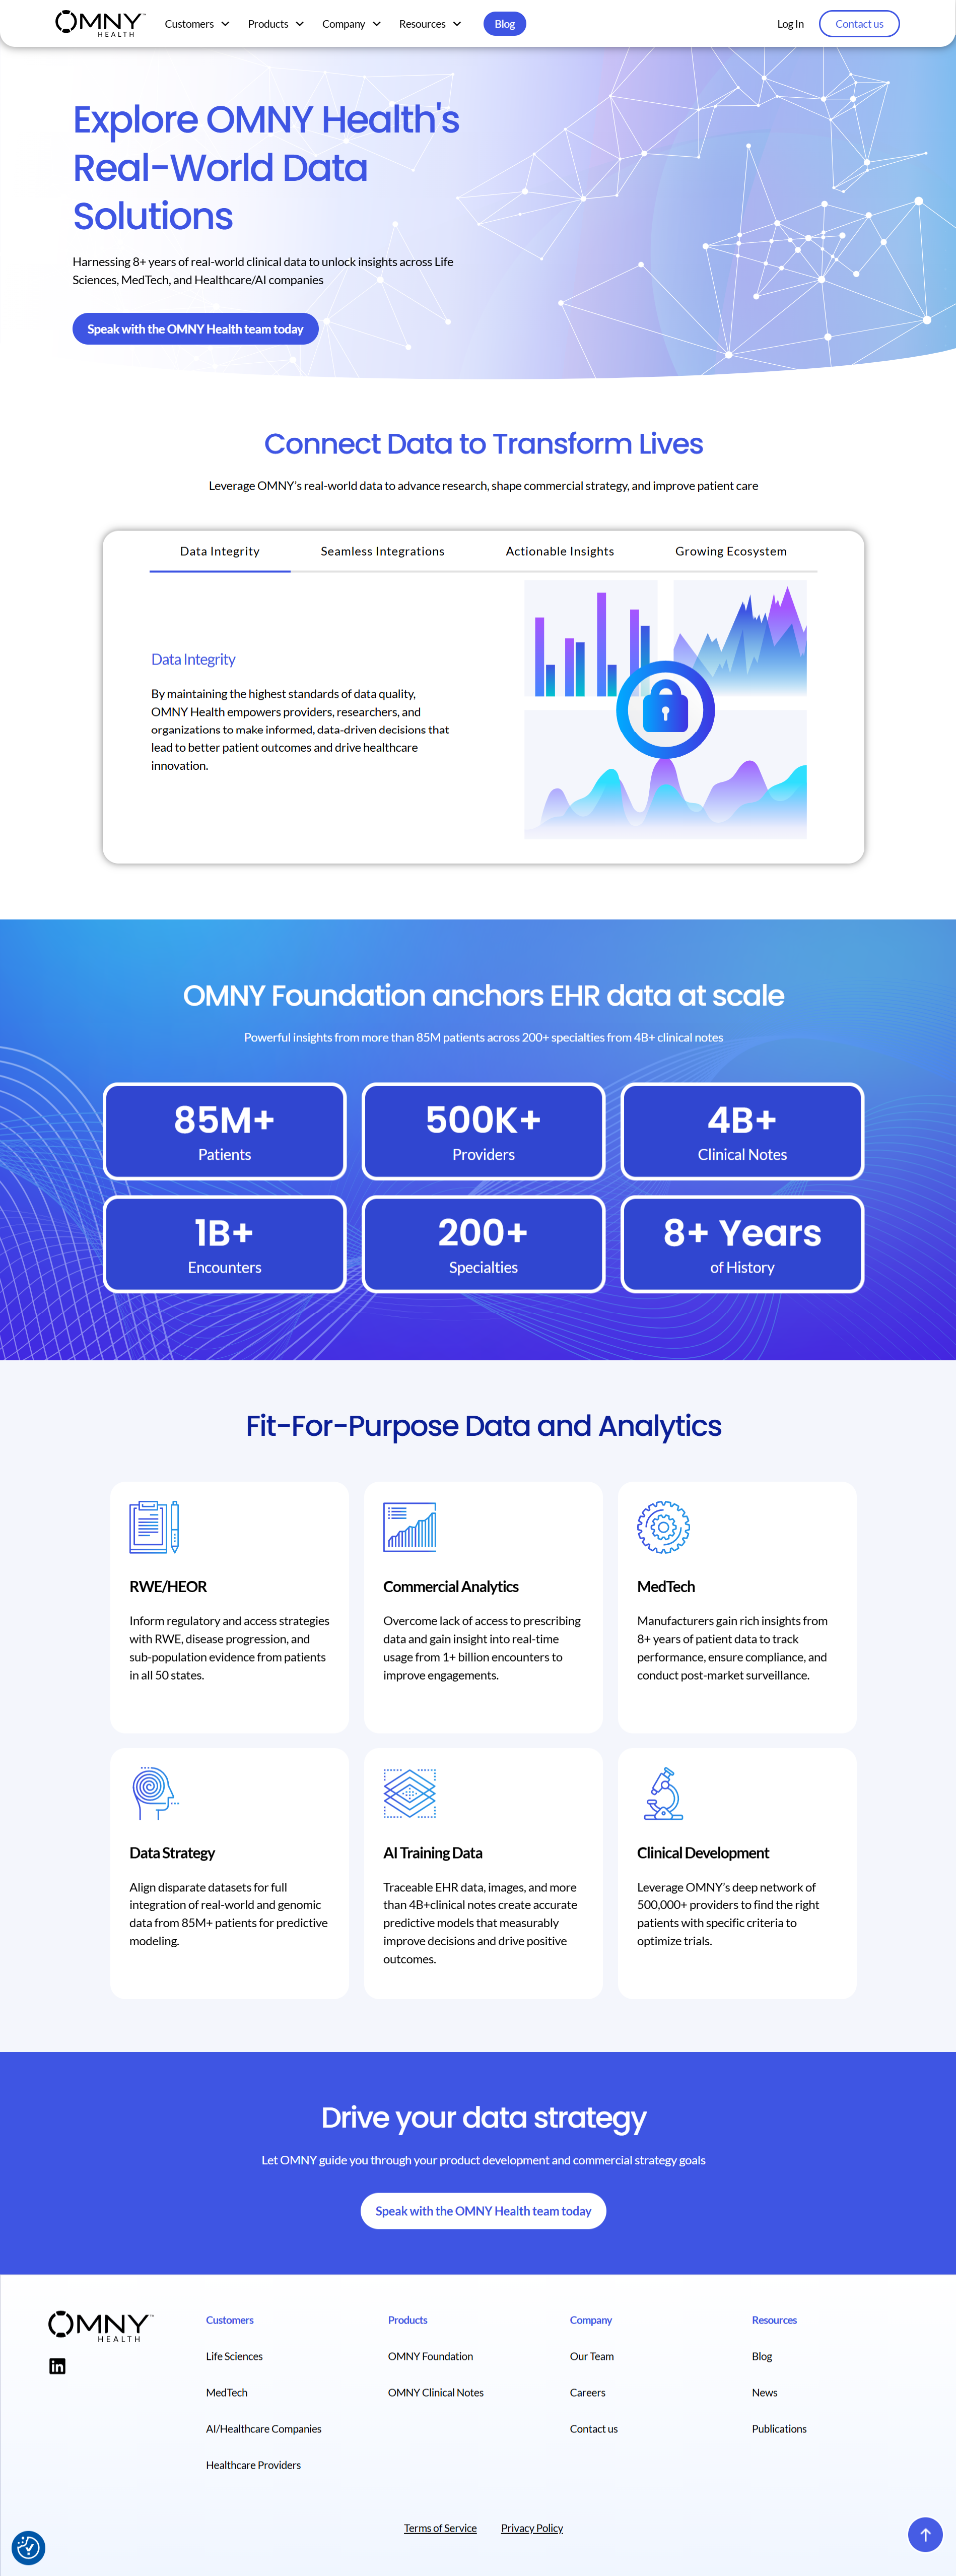 OMNY™
HEALTH
Customers
Products
Company
Resources
Blog
Log In
Contact us
Explore OMNY Health's
Real-World Data
Solutions
Harnessing 8+ years of real-world clinical data to unlock insights across Life
Sciences, MedTech, and Healthcare/AI companies
Speak with the OMNY Health team today
Connect Data to Transform Lives
Leverage OMNY’s real-world data to advance research, shape commercial strategy, and improve patient care
Data Integrity
Seamless Integrations
Actionable Insights
Growing Ecosystem
Data Integrity
By maintaining the highest standards of data quality,
OMNY Health empowers providers, researchers, and
organizations to make informed, data-driven decisions that
lead to better patient outcomes and drive healthcare
innovation.
OMNY Foundation anchors EHR data at scale
Powerful insights from more than 85M patients across 200+ specialties from 4B+ clinical notes
85M+
Patients
500K+
Providers
4B+
Clinical Notes
1B+
Encounters
200+
Specialties
8+ Years
of History
Fit-For-Purpose Data and Analytics
RWE/HEOR
Inform regulatory and access strategies
with RWE, disease progression, and
sub-population evidence from patients
in all 50 states.
Commercial Analytics
Overcome lack of access to prescribing
data and gain insight into real-time
usage from 1+ billion encounters to
improve engagements.
MedTech
Manufacturers gain rich insights from
8+ years of patient data to track
performance, ensure compliance, and
conduct post-market surveillance.
Data Strategy
Align disparate datasets for full
integration of real-world and genomic
data from 85M+ patients for predictive
modeling.
AI Training Data
Traceable EHR data, images, and more
than 4B+clinical notes create accurate
predictive models that measurably
improve decisions and drive positive
outcomes.
Clinical Development
Leverage OMNY’s deep network of
500,000+ providers to find the right
patients with specific criteria to
optimize trials.
Drive your data strategy
Let OMNY guide you through your product development and commercial strategy goals
Speak with the OMNY Health team today
OMNY™
HEALTH
in
Customers
Life Sciences
MedTech
AI/Healthcare Companies
Healthcare Providers
Products
OMNY Foundation
OMNY Clinical Notes
Company
Our Team
Careers
Contact us
Resources
Blog
News
Publications
Terms of Service
Privacy Policy